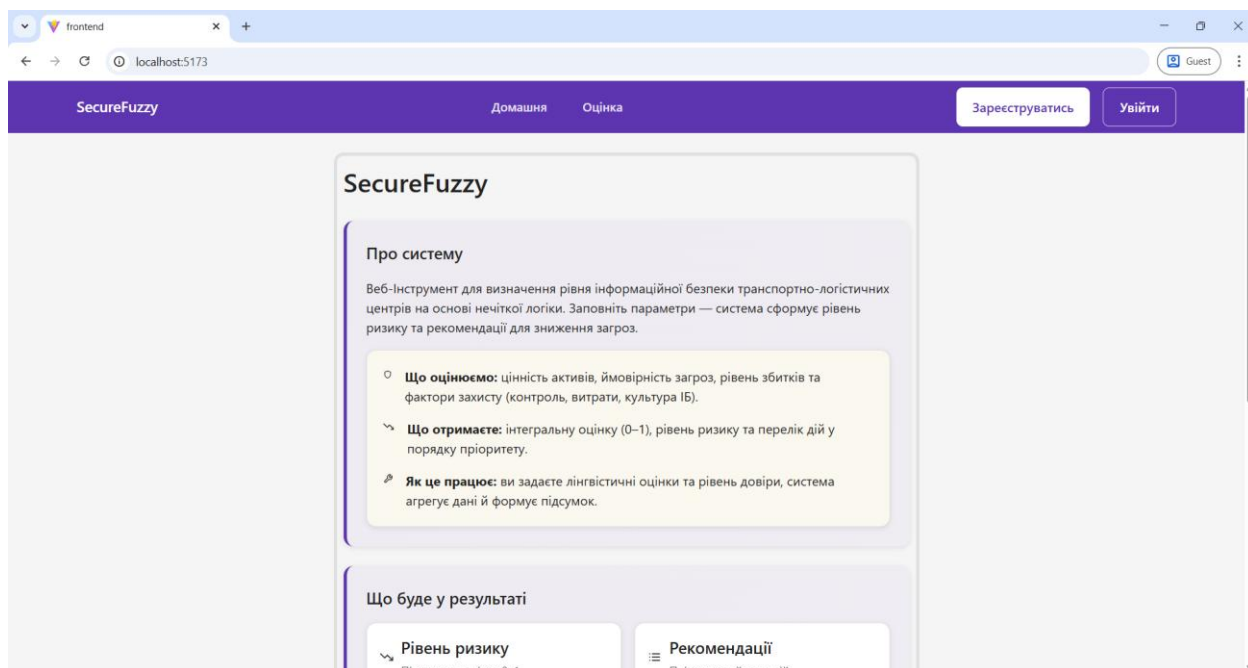 frontend
localhost:5173
Guest
SecureFuzzy
Домашня
Оцінка
Зареєструватись
Увійти
SecureFuzzy
Про систему
Веб-Інструмент для визначення рівня інформаційної безпеки транспортно-логістичних
центрів на основі нечіткої логіки. Заповніть параметри — система сформує рівень
ризику та рекомендації для зниження загроз.
Що оцінюємо: цінність активів, ймовірність загроз, рівень збитків та
фактори захисту (контроль, витрати, культура ІБ).
Що отримаєте: інтегральну оцінку (0–1), рівень ризику та перелік дій у
порядку пріоритету.
Як це працює: ви задаєте лінгвістичні оцінки та рівень довіри, система
агрегує дані й формує підсумок.
Що буде у результаті
Рівень ризику
Рекомендації